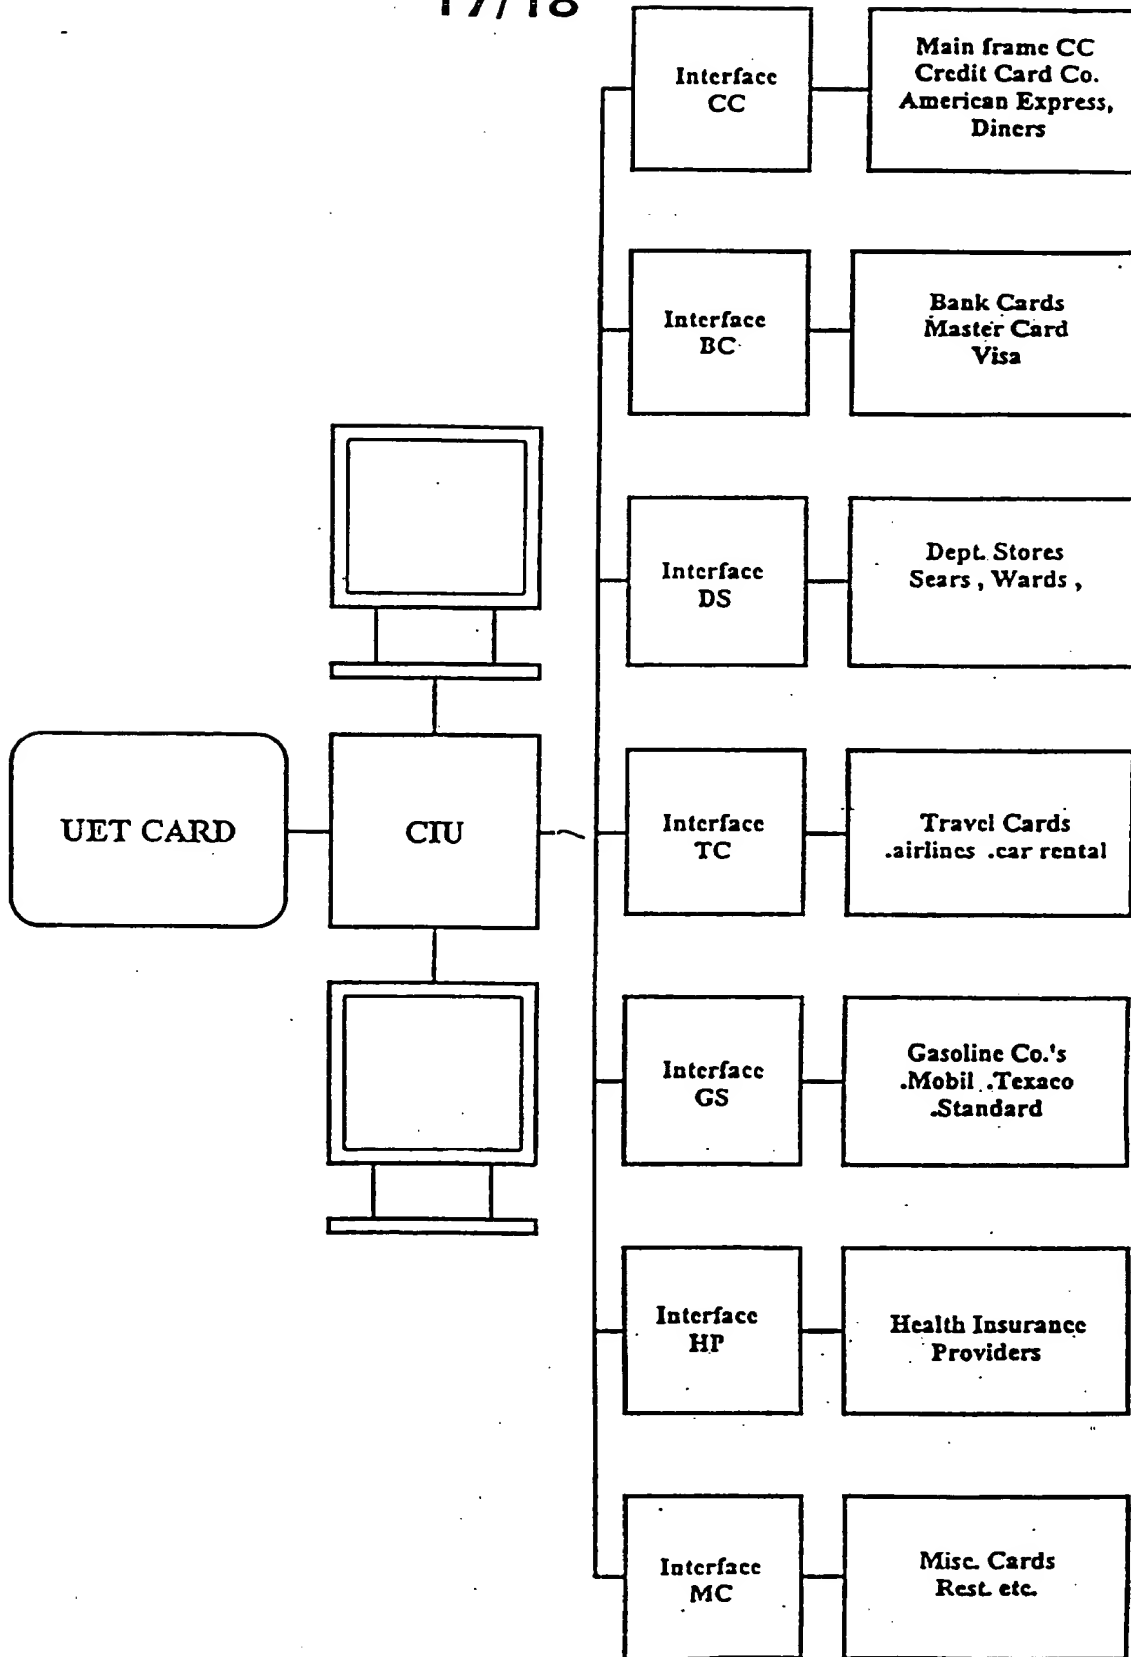 17/18
Interface
CC
Main frame CC
Credit Card Co.
American Express,
Diners
Interface
BC
Bank Cards
Master Card
Visa
Interface
DS
Dept. Stores
Sears , Wards ,
UET CARD
CIU
Interface
TC
Travel Cards
.airlines .car rental
Interface
GS
Gasoline Co.'s
.Mobil .Texaco
.Standard
Interface
HP
Health Insurance
Providers
Interface
MC
Misc. Cards
Rest. etc.